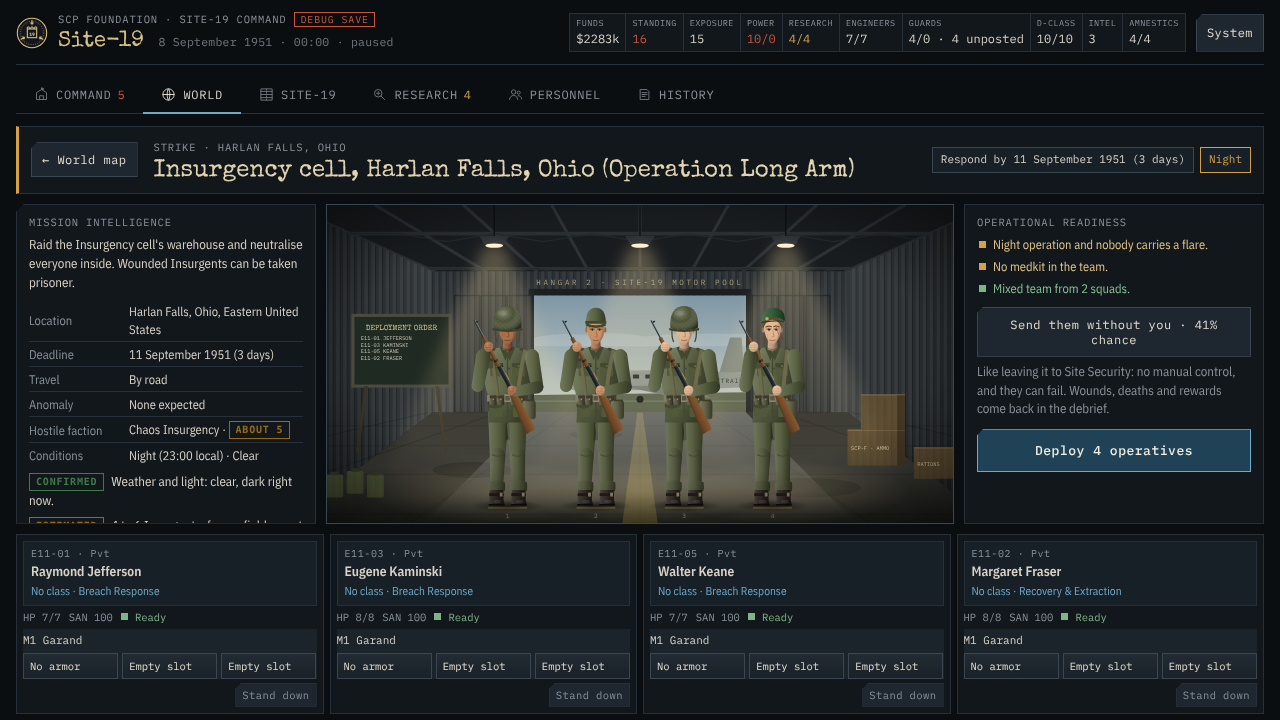 SCP FOUNDATION · SITE-19 COMMAND DEBUG SAVE
Site-19 8 September 1951 · 00:00 · paused
FUNDS $2283k
STANDING 16
EXPOSURE 15
POWER 10/0
RESEARCH 4/4
ENGINEERS 7/7
GUARDS 4/0 · 4 unposted
D-CLASS 10/10
INTEL 3
AMNESTICS 4/4
System
COMMAND 5
WORLD
SITE-19
RESEARCH 4
PERSONNEL
HISTORY
← World map
STRIKE · HARLAN FALLS, OHIO
Insurgency cell, Harlan Falls, Ohio (Operation Long Arm)
Respond by 11 September 1951 (3 days)
Night
MISSION INTELLIGENCE
Raid the Insurgency cell's warehouse and neutralise
everyone inside. Wounded Insurgents can be taken
prisoner.
Location Harlan Falls, Ohio, Eastern United
States
Deadline 11 September 1951 (3 days)
Travel By road
Anomaly None expected
Hostile faction Chaos Insurgency · ABOUT 5
Conditions Night (23:00 local) · Clear
CONFIRMED Weather and light: clear, dark right
now.
HANGAR 2 · SITE-19 MOTOR POOL
DEPLOYMENT ORDER
E11-01 JEFFERSON
E11-03 KAMINSKI
E11-05 KEANE
E11-02 FRASER
SCP-F · AMMO
RATIONS
1 2 3 4
OPERATIONAL READINESS
Night operation and nobody carries a flare.
No medkit in the team.
Mixed team from 2 squads.
Send them without you · 41%
chance
Like leaving it to Site Security: no manual control,
and they can fail. Wounds, deaths and rewards
come back in the debrief.
Deploy 4 operatives
E11-01 · Pvt
Raymond Jefferson
No class · Breach Response
HP 7/7 SAN 100 Ready
M1 Garand
No armor Empty slot Empty slot
Stand down
E11-03 · Pvt
Eugene Kaminski
No class · Breach Response
HP 8/8 SAN 100 Ready
M1 Garand
No armor Empty slot Empty slot
Stand down
E11-05 · Pvt
Walter Keane
No class · Breach Response
HP 7/7 SAN 100 Ready
M1 Garand
No armor Empty slot Empty slot
Stand down
E11-02 · Pvt
Margaret Fraser
No class · Recovery & Extraction
HP 8/8 SAN 100 Ready
M1 Garand
No armor Empty slot Empty slot
Stand down